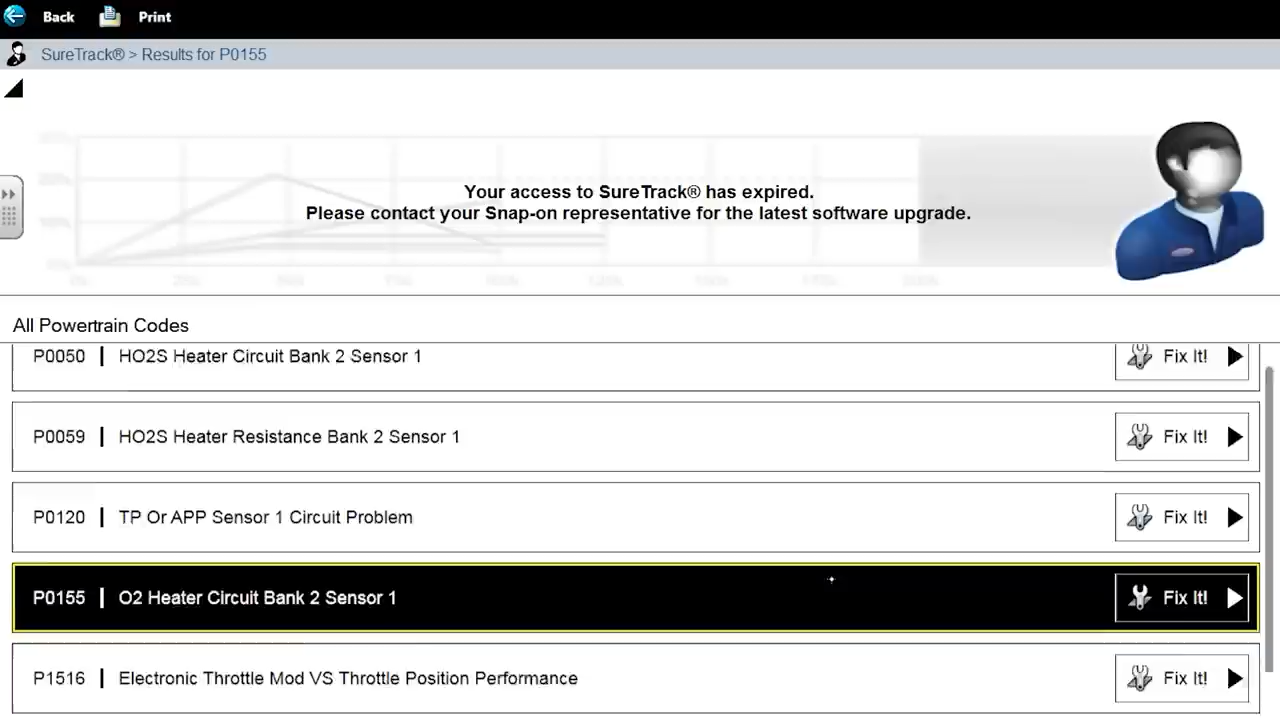 Back Print
SureTrack® > Results for P0155
Your access to SureTrack® has expired.
Please contact your Snap-on representative for the latest software upgrade.
All Powertrain Codes
P0050 | HO2S Heater Circuit Bank 2 Sensor 1 Fix It!
P0059 | HO2S Heater Resistance Bank 2 Sensor 1 Fix It!
P0120 | TP Or APP Sensor 1 Circuit Problem Fix It!
P0155 | O2 Heater Circuit Bank 2 Sensor 1 Fix It!
P1516 | Electronic Throttle Mod VS Throttle Position Performance Fix It!